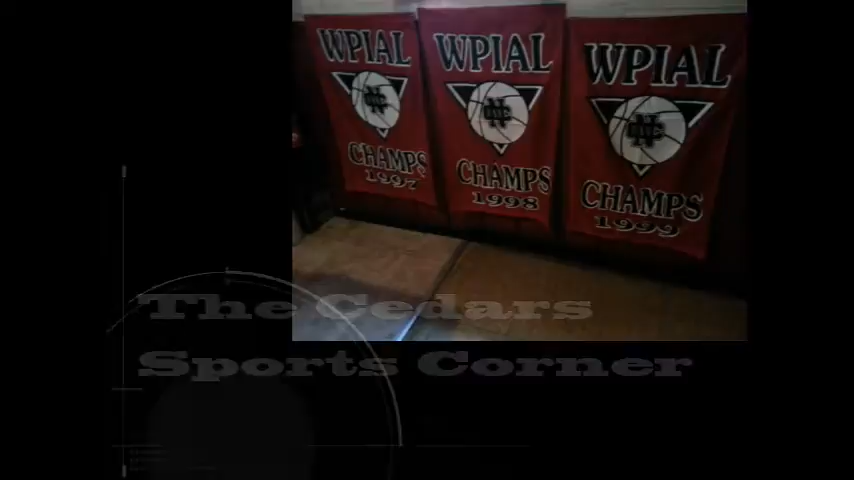 WPIAL
CHAMPS
1997
WPIAL
CHAMPS
1998
WPIAL
CHAMPS
1999
The Cedars
Sports Corner